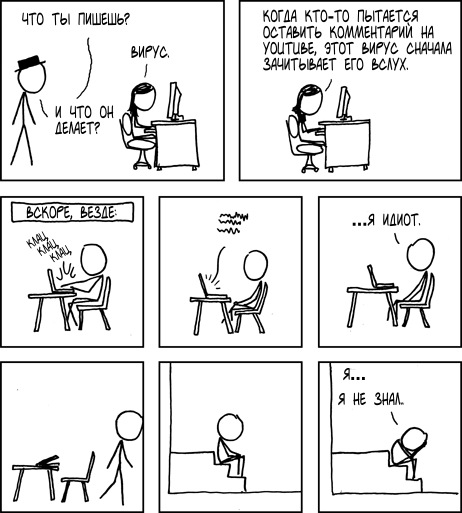 ЧТО ТЫ ПИШЕШЬ?
ВИРУС.
И ЧТО ОН
ДЕЛАЕТ?
КОГДА КТО-ТО ПЫТАЕТСЯ
ОСТАВИТЬ КОММЕНТАРИЙ НА
YOUTUBE, ЭТОТ ВИРУС СНАЧАЛА
ЗАЧИТЫВАЕТ ЕГО ВСЛУХ.
ВСКОРЕ, ВЕЗДЕ:
КЛАЦ,
КЛАЦ,
КЛАЦ,
...Я ИДИОТ.
Я...
Я НЕ ЗНАЛ.